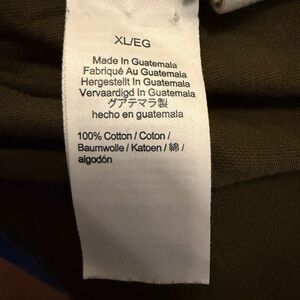 XL/EG
Made In Guatemala
Fabriqué Au Guatemala
Hergestellt In Guatemala
Vervaardigd In Guatemala
グアテマラ製
hecho en guatemala
100% Cotton / Coton /
Baumwolle / Katoen / 綿 /
algodón